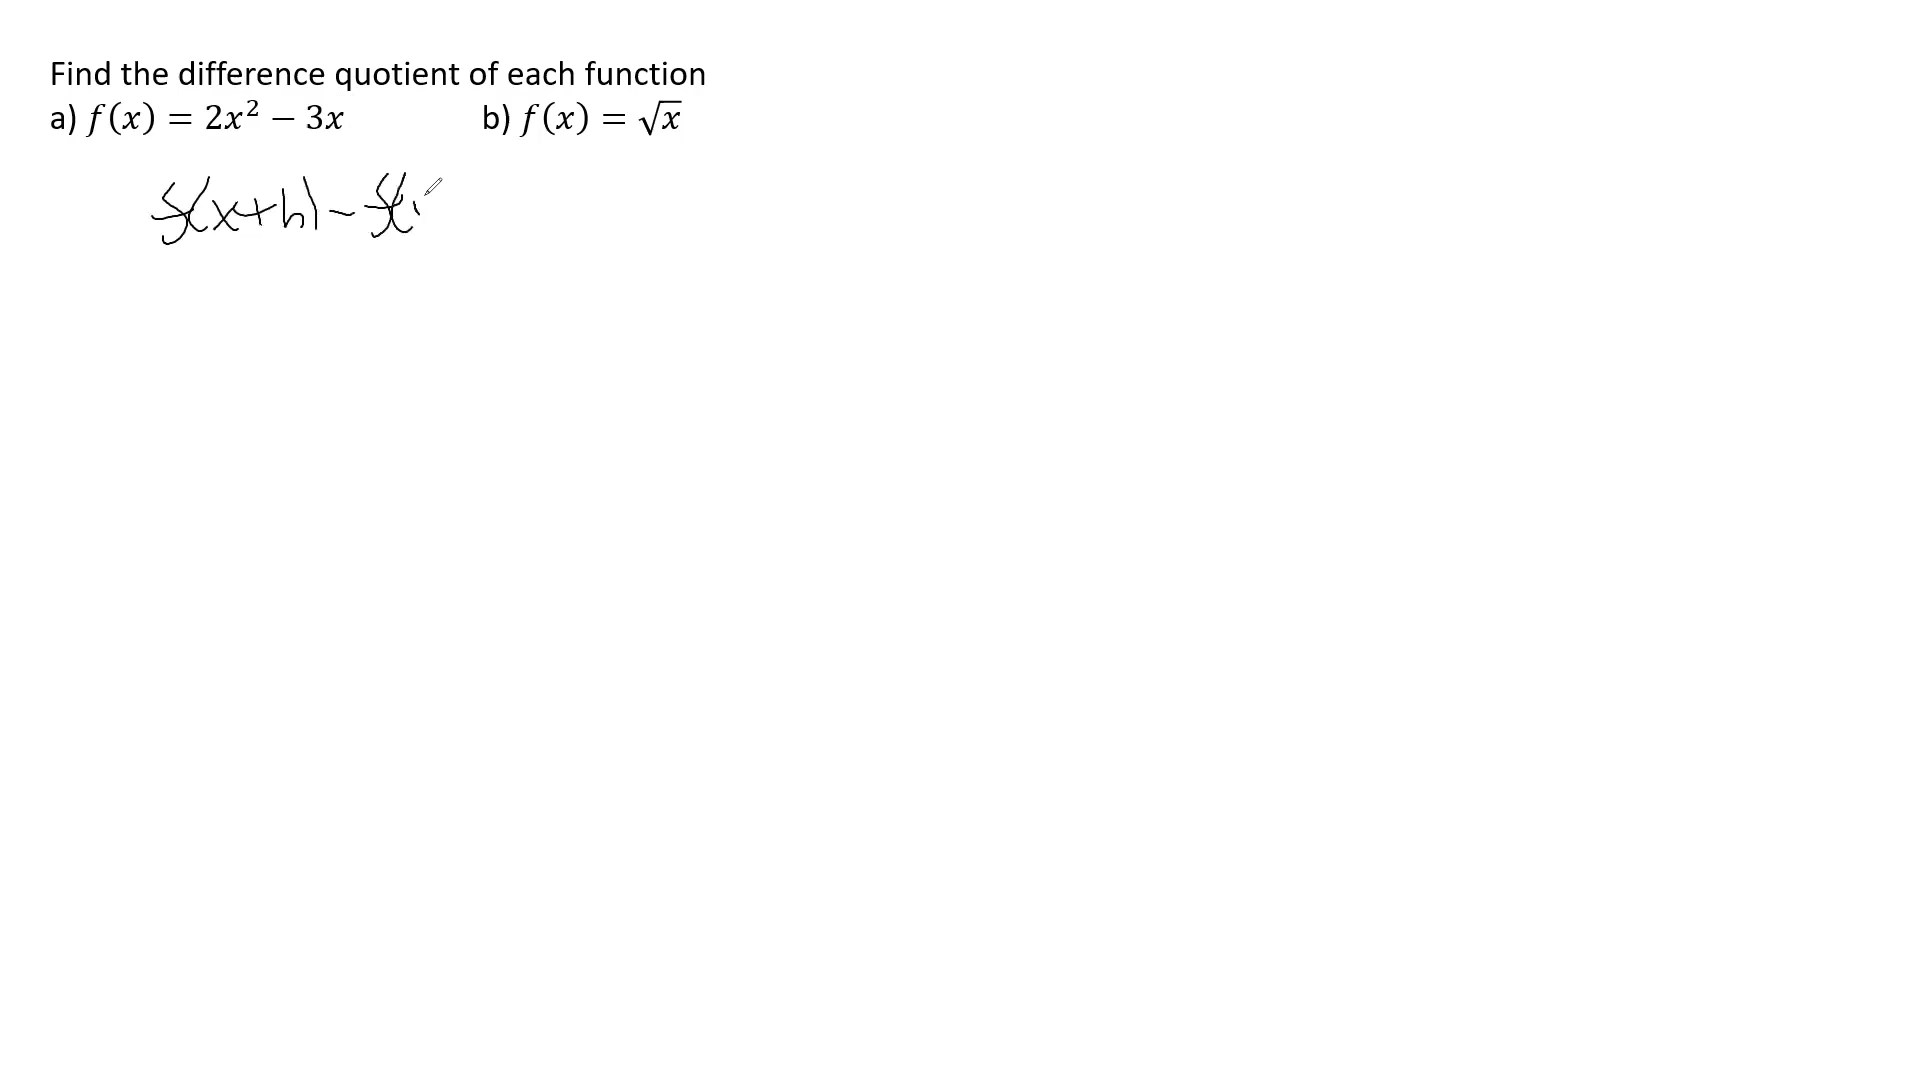 Find the difference quotient of each function
a) f(x) = 2x² − 3x b) f(x) = √x
f(x+h) − f(